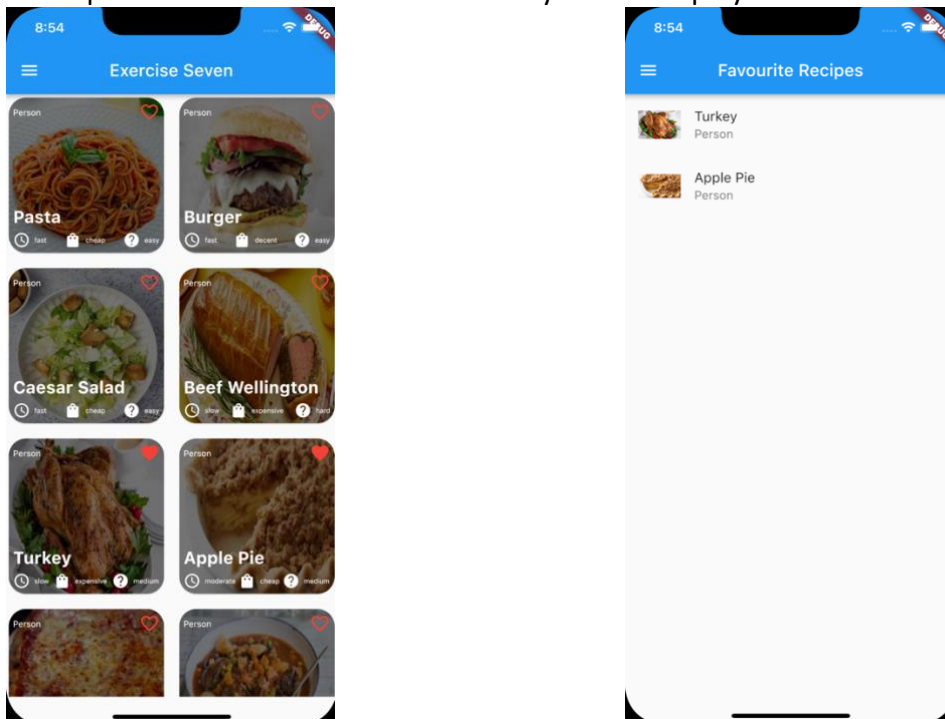 8:54
DEBUG
Exercise Seven
Person
Person
Pasta
Burger
fast cheap easy
fast decent easy
Person
Person
Caesar Salad
Beef Wellington
fast cheap easy
slow expensive hard
Person
Person
Turkey
Apple Pie
slow expensive medium
moderate cheap medium
Person
Person
8:54
DEBUG
Favourite Recipes
Turkey
Person
Apple Pie
Person